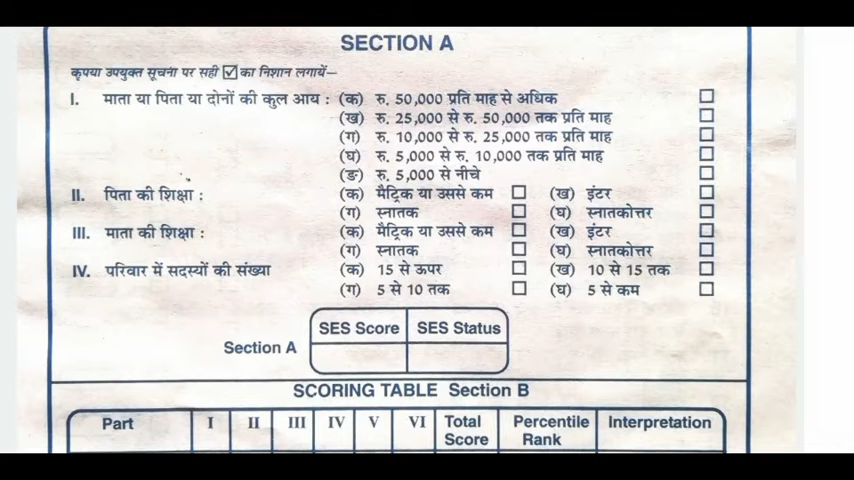 SECTION A
कृपया उपयुक्त सूचना पर सही ☑ का निशान लगायें–
I. माता या पिता या दोनों की कुल आय : (क) रु. 50,000 प्रति माह से अधिक
(ख) रु. 25,000 से रु. 50,000 तक प्रति माह
(ग) रु. 10,000 से रु. 25,000 तक प्रति माह
(घ) रु. 5,000 से रु. 10,000 तक प्रति माह
(ङ) रु. 5,000 से नीचे
II. पिता की शिक्षा : (क) मैट्रिक या उससे कम (ख) इंटर
(ग) स्नातक (घ) स्नातकोत्तर
III. माता की शिक्षा : (क) मैट्रिक या उससे कम (ख) इंटर
(ग) स्नातक (घ) स्नातकोत्तर
IV. परिवार में सदस्यों की संख्या (क) 15 से ऊपर (ख) 10 से 15 तक
(ग) 5 से 10 तक (घ) 5 से कम
SES Score SES Status
Section A
SCORING TABLE Section B
Part I II III IV V VI Total Score Percentile Rank Interpretation